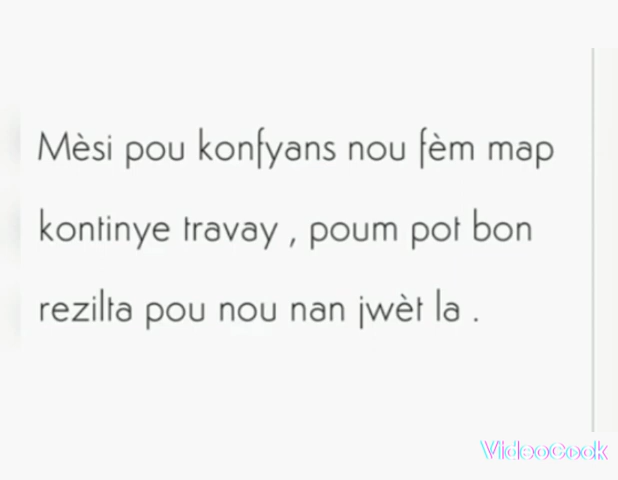 Mèsi pou konfyans nou fèm map
kontinye travay , poum pot bon
rezilta pou nou nan jwèt la .
VideoCook